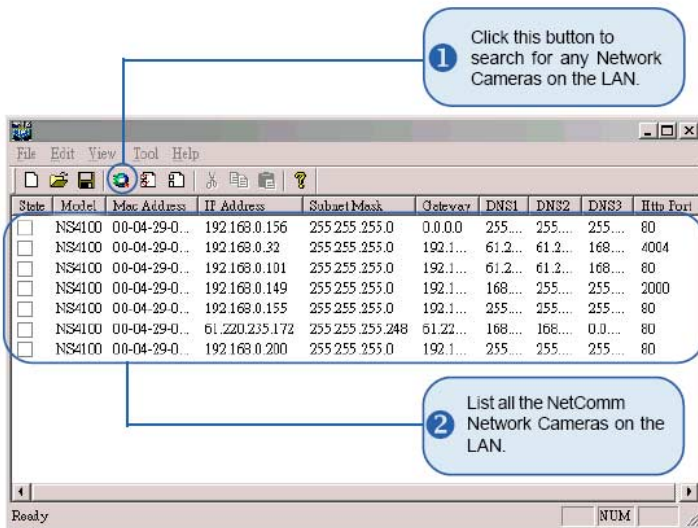 1 Click this button to
search for any Network
Cameras on the LAN.
File Edit View Tool Help
State Model Mac Address IP Address Subnet Mask Gateway DNS1 DNS2 DNS3 Http Port
NS4100 00-04-29-0... 192.168.0.156 255.255.255.0 0.0.0.0 255.... 255.... 255.... 80
NS4100 00-04-29-0... 192.168.0.32 255.255.255.0 192.1... 61.2... 61.2... 168.... 4004
NS4100 00-04-29-0... 192.168.0.101 255.255.255.0 192.1... 61.2... 61.2... 168.... 80
NS4100 00-04-29-0... 192.168.0.149 255.255.255.0 192.1... 168.... 255.... 255.... 2000
NS4100 00-04-29-0... 192.168.0.155 255.255.255.0 192.1... 255.... 255.... 255.... 80
NS4100 00-04-29-0... 61.220.235.172 255.255.255.248 61.22... 168.... 168.... 0.0.... 80
NS4100 00-04-29-0... 192.168.0.200 255.255.255.0 192.1... 255.... 255.... 255.... 80
2 List all the NetComm
Network Cameras on the
LAN.
Ready NUM